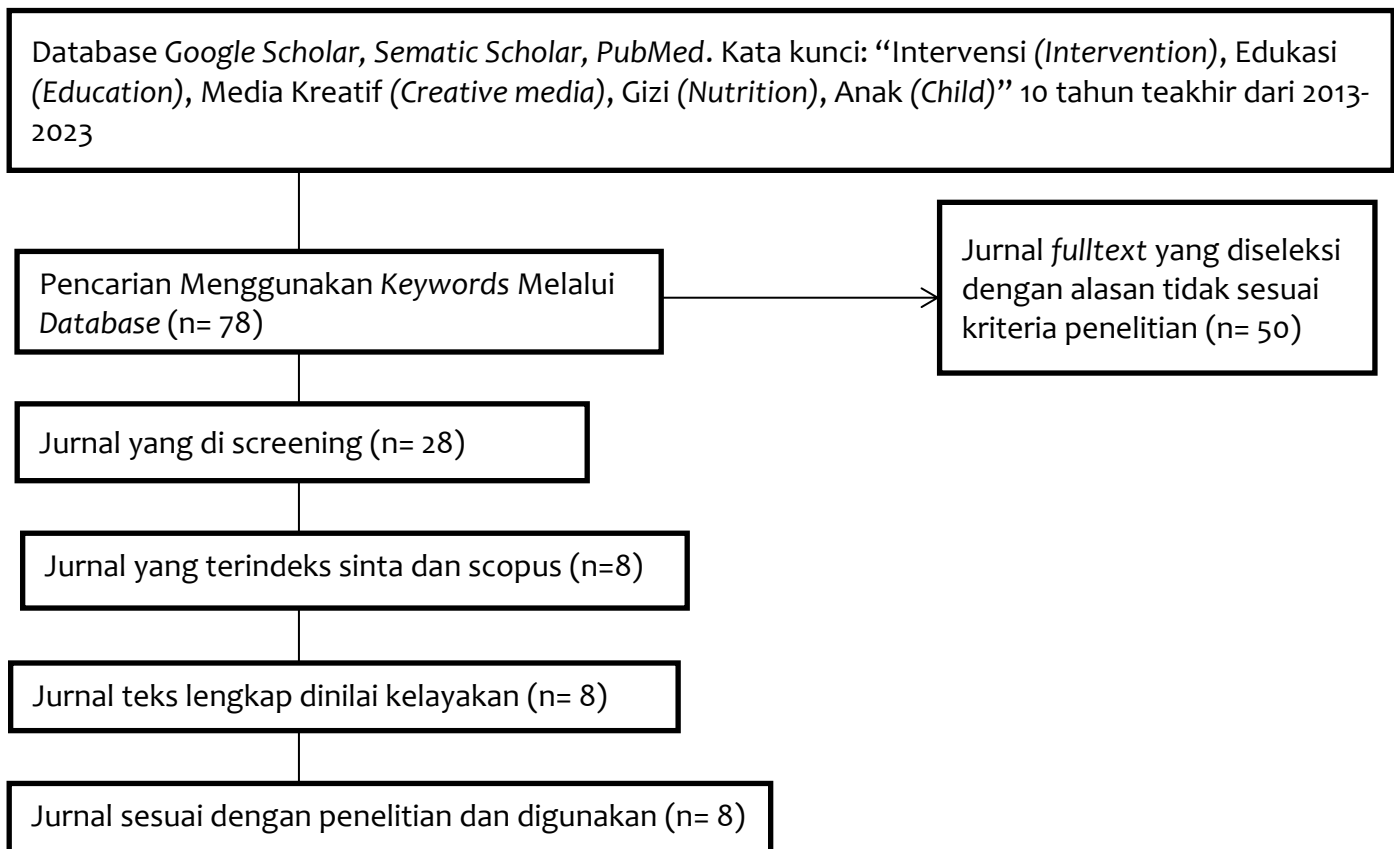 Database Google Scholar, Sematic Scholar, PubMed. Kata kunci: “Intervensi (Intervention), Edukasi
(Education), Media Kreatif (Creative media), Gizi (Nutrition), Anak (Child)” 10 tahun teakhir dari 2013-
2023
Pencarian Menggunakan Keywords Melalui
Database (n= 78)
Jurnal fulltext yang diseleksi
dengan alasan tidak sesuai
kriteria penelitian (n= 50)
Jurnal yang di screening (n= 28)
Jurnal yang terindeks sinta dan scopus (n=8)
Jurnal teks lengkap dinilai kelayakan (n= 8)
Jurnal sesuai dengan penelitian dan digunakan (n= 8)